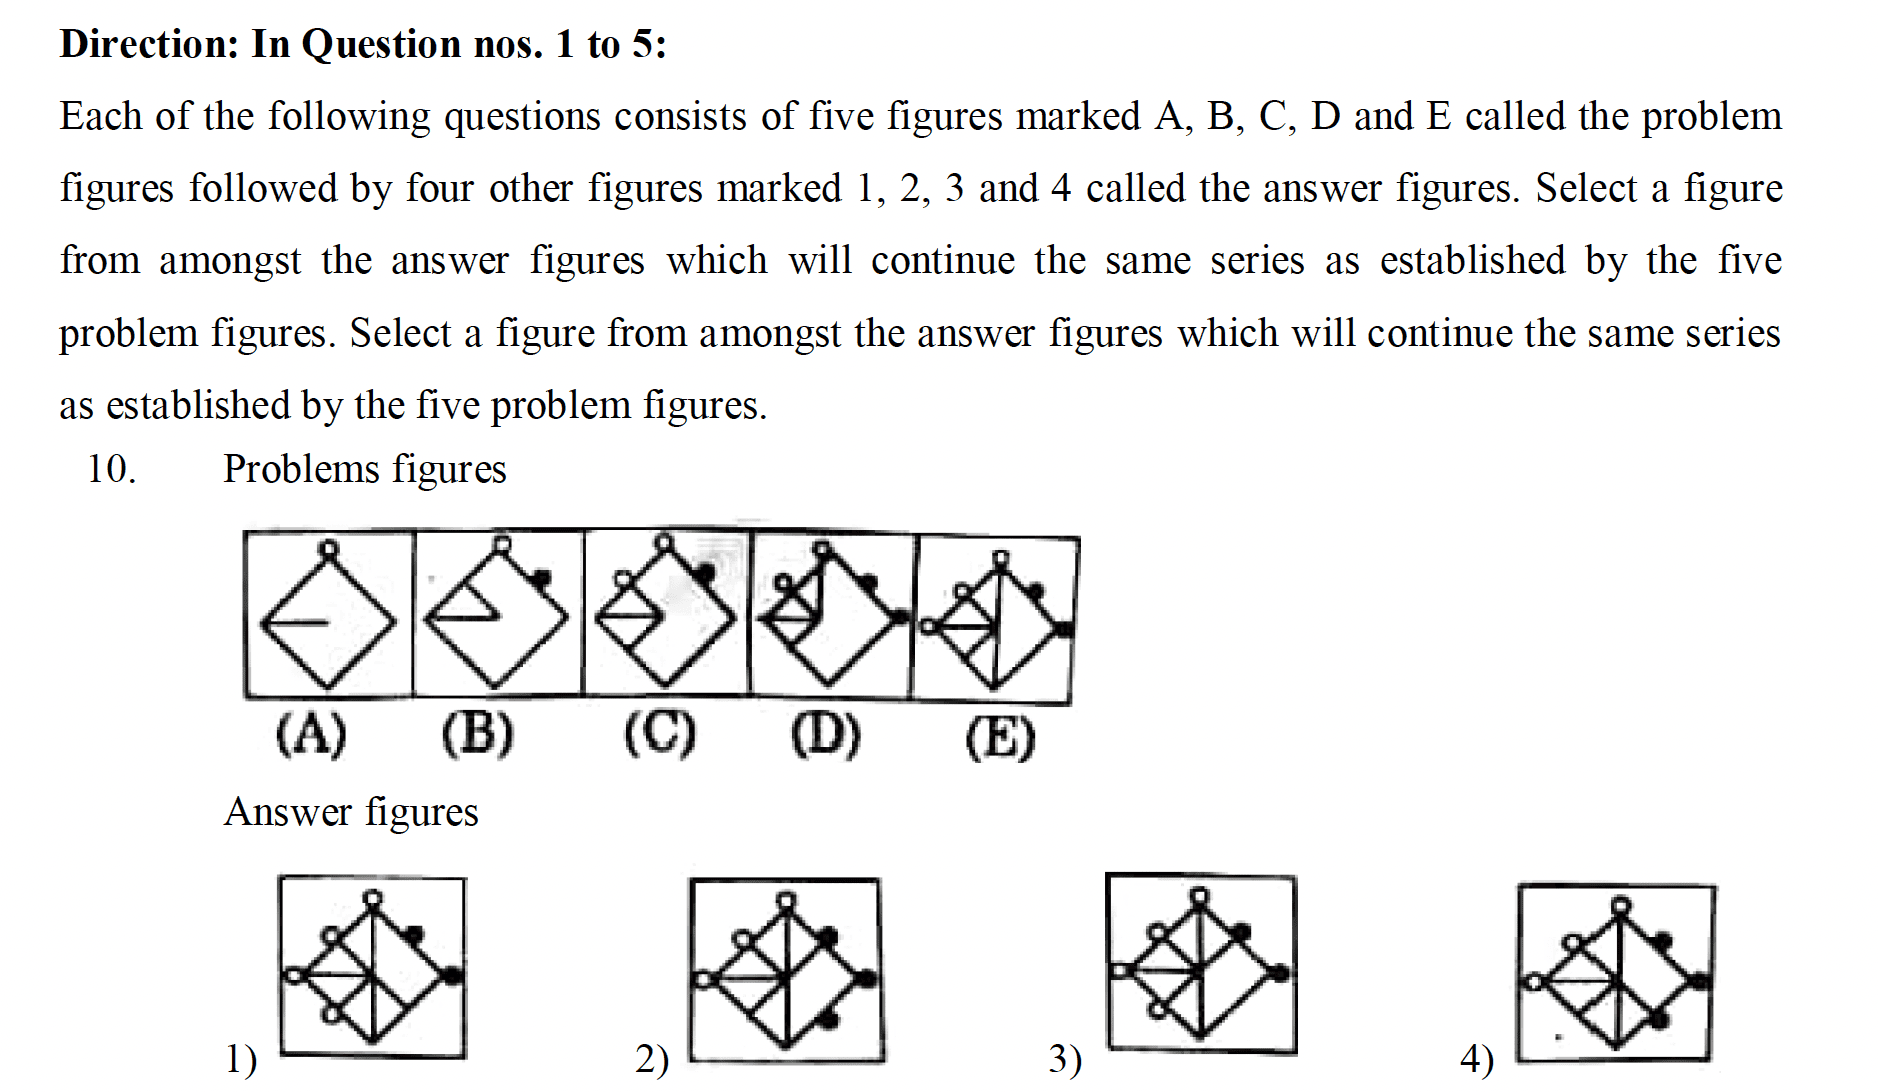 Direction: In Question nos. 1 to 5:
Each of the following questions consists of five figures marked A, B, C, D and E called the problem
figures followed by four other figures marked 1, 2, 3 and 4 called the answer figures. Select a figure
from amongst the answer figures which will continue the same series as established by the five
problem figures. Select a figure from amongst the answer figures which will continue the same series
as established by the five problem figures.
10. Problems figures
(A) (B) (C) (D) (E)
Answer figures
1) 2) 3) 4)